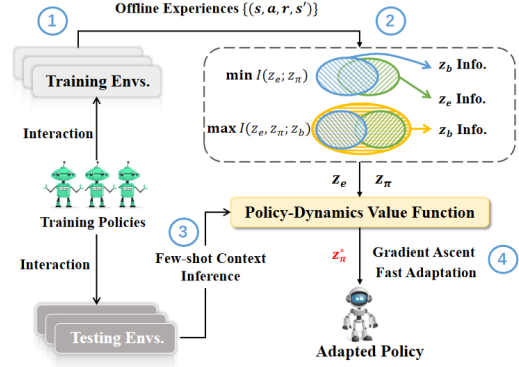 Offline Experiences {(s, a, r, s′)}
1
2
Training Envs.
min I(z_e; z_π)
z_b Info.
z_e Info.
max I(z_e, z_π; z_b)
z_b Info.
Interaction
z_e z_π
Training Policies
Policy-Dynamics Value Function
3
Interaction
Few-shot Context
Inference
z_π^*
Gradient Ascent
Fast Adaptation
4
Testing Envs.
Adapted Policy